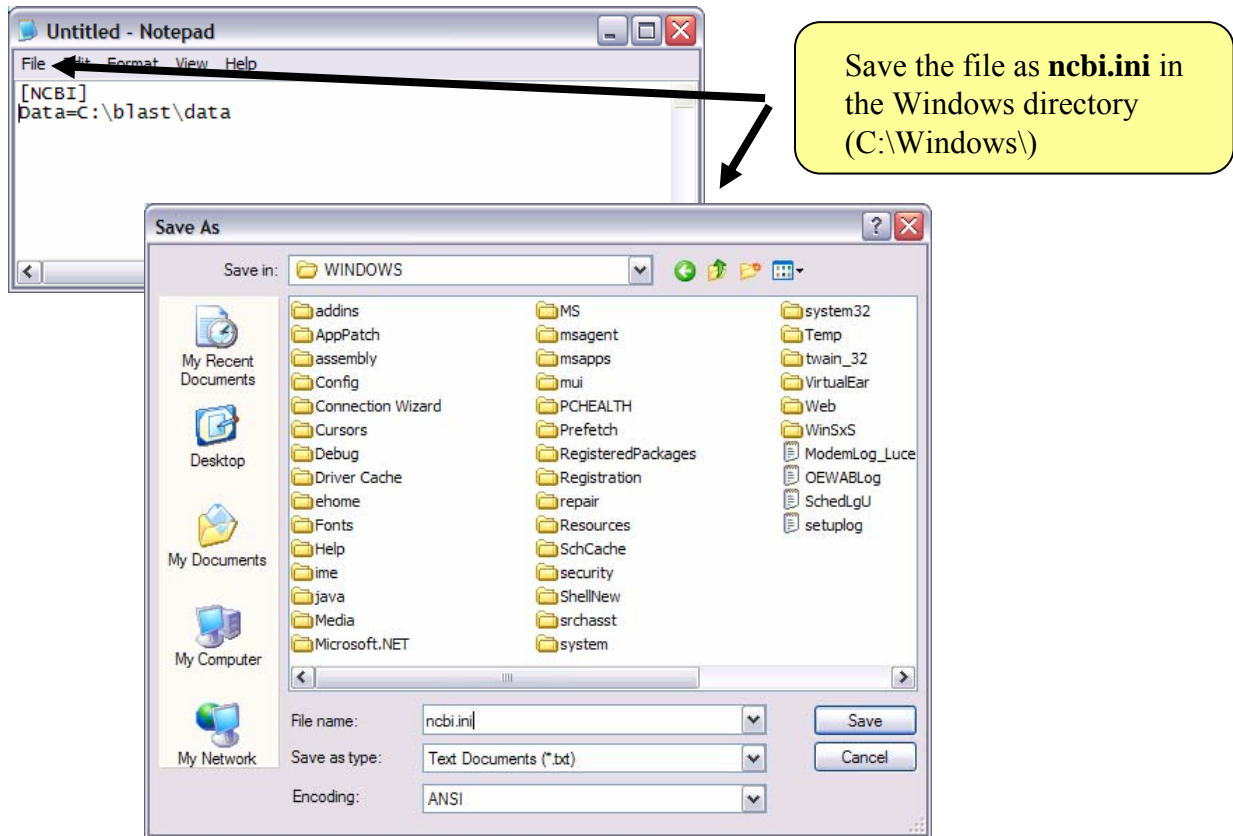 Untitled - Notepad
File Edit Format View Help
[NCBI]
Data=C:\blast\data
Save the file as ncbi.ini in
the Windows directory
(C:\Windows\)
Save As
Save in: WINDOWS
My Recent
Documents
Desktop
My Documents
My Computer
My Network
addins
AppPatch
assembly
Config
Connection Wizard
Cursors
Debug
Driver Cache
ehome
Fonts
Help
ime
java
Media
Microsoft.NET
MS
msagent
msapps
mui
PCHEALTH
Prefetch
RegisteredPackages
Registration
repair
Resources
SchCache
security
ShellNew
srchasst
system
system32
Temp
twain_32
VirtualEar
Web
WinSxS
ModemLog_Luce
OEWABLog
SchedLgU
setuplog
File name: ncbi.ini
Save
Save as type: Text Documents (*.txt)
Cancel
Encoding: ANSI